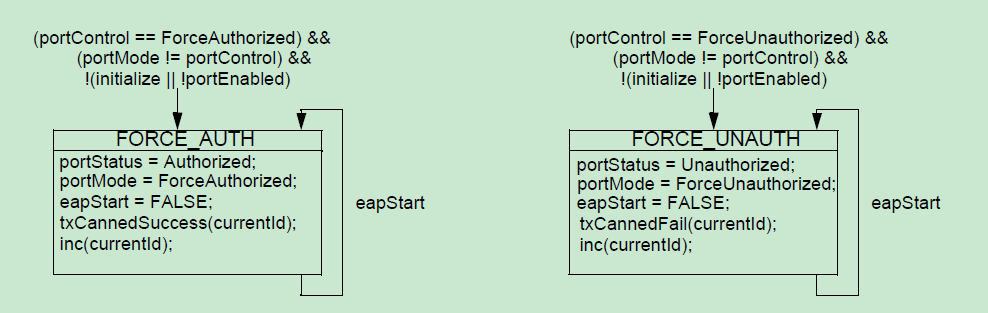 (portControl == ForceAuthorized) &&
(portMode != portControl) &&
!(initialize || !portEnabled)
FORCE_AUTH
portStatus = Authorized;
portMode = ForceAuthorized;
eapStart = FALSE;
txCannedSuccess(currentId);
inc(currentId);
eapStart
(portControl == ForceUnauthorized) &&
(portMode != portControl) &&
!(initialize || !portEnabled)
FORCE_UNAUTH
portStatus = Unauthorized;
portMode = ForceUnauthorized;
eapStart = FALSE;
txCannedFail(currentId);
inc(currentId);
eapStart